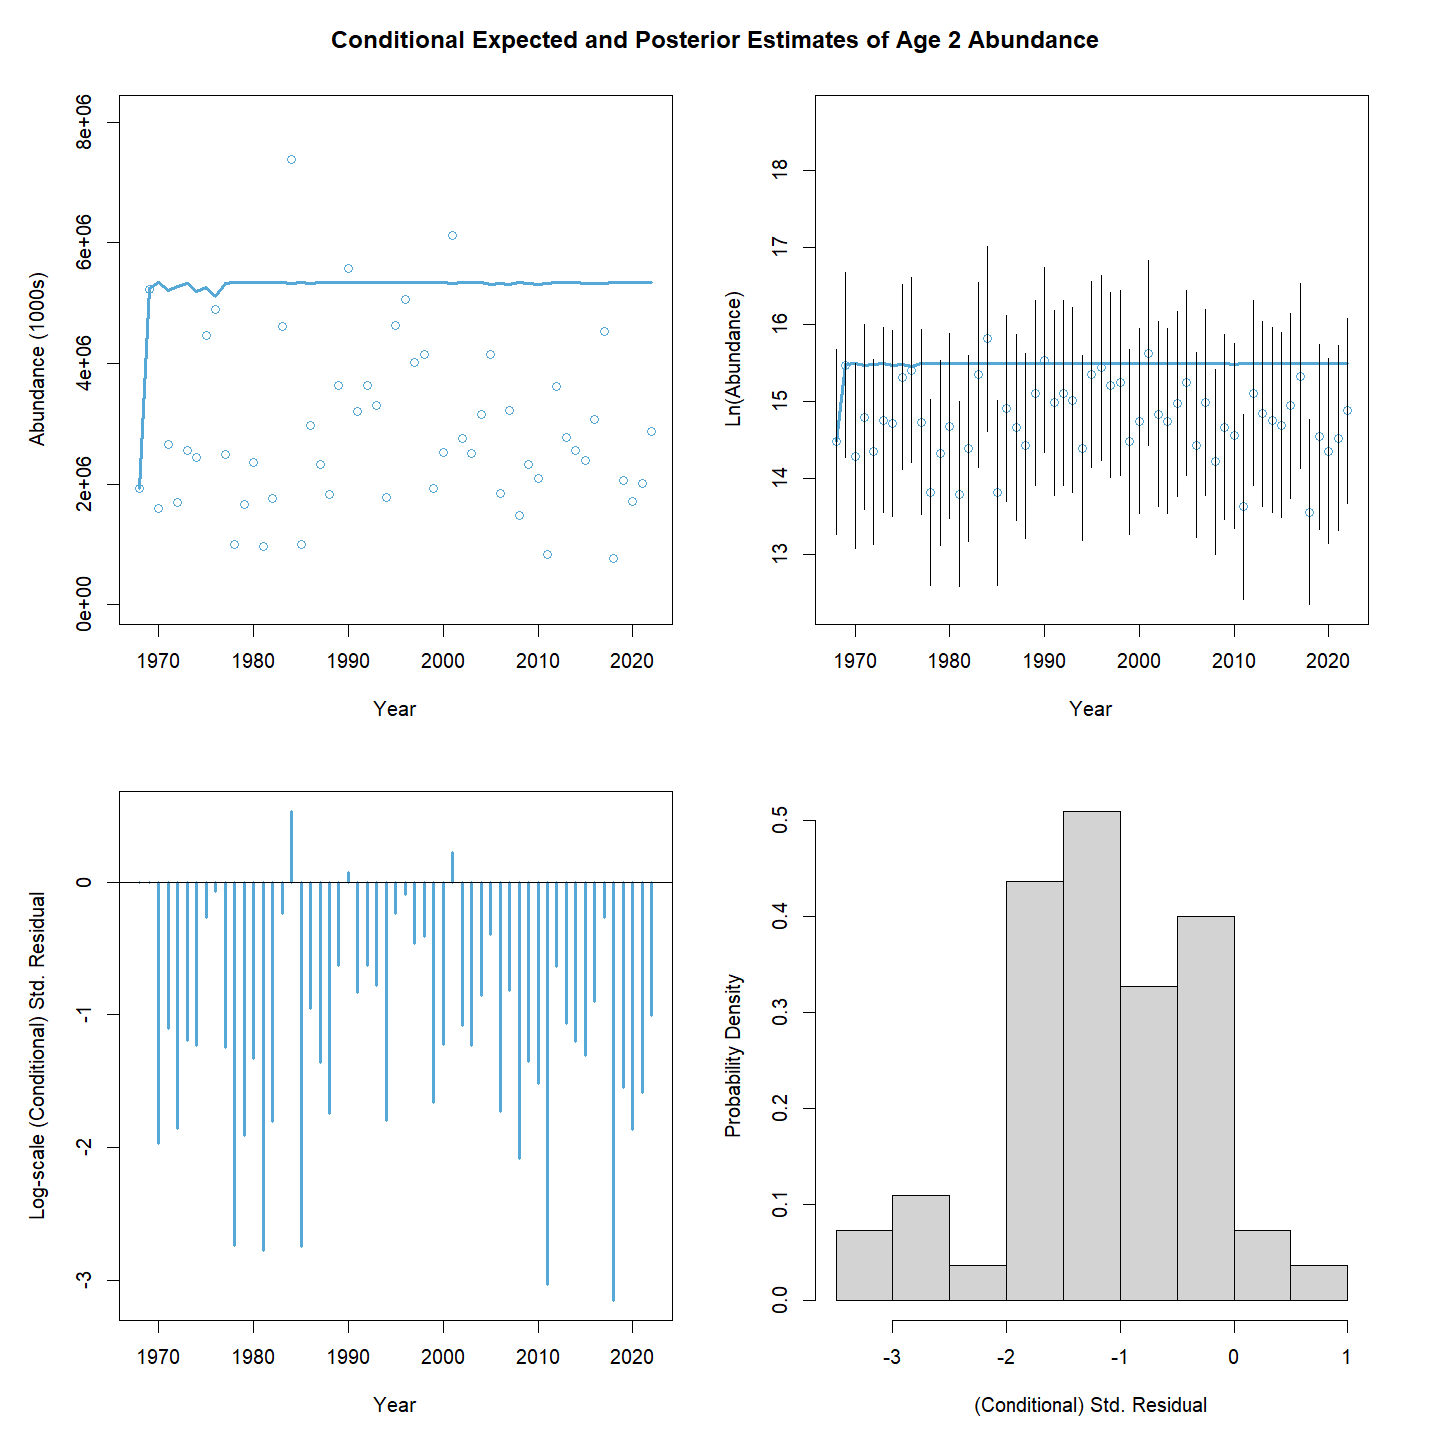 Conditional Expected and Posterior Estimates of Age 2 Abundance
Abundance (1000s)
8e+06
6e+06
4e+06
2e+06
0e+00
1970 1980 1990 2000 2010 2020
Year
Ln(Abundance)
18
17
16
15
14
13
1970 1980 1990 2000 2010 2020
Year
Log-scale (Conditional) Std. Residual
0
-1
-2
-3
1970 1980 1990 2000 2010 2020
Year
Probability Density
0.5
0.4
0.3
0.2
0.1
0.0
-3 -2 -1 0 1
(Conditional) Std. Residual